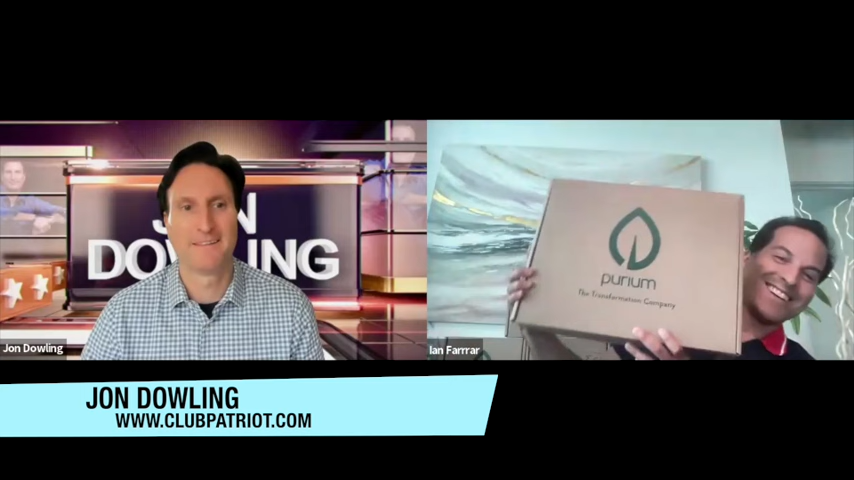 JON
DOWLING
Jon Dowling
purium
The Transformation Company
Ian Farrrar
JON DOWLING
WWW.CLUBPATRIOT.COM